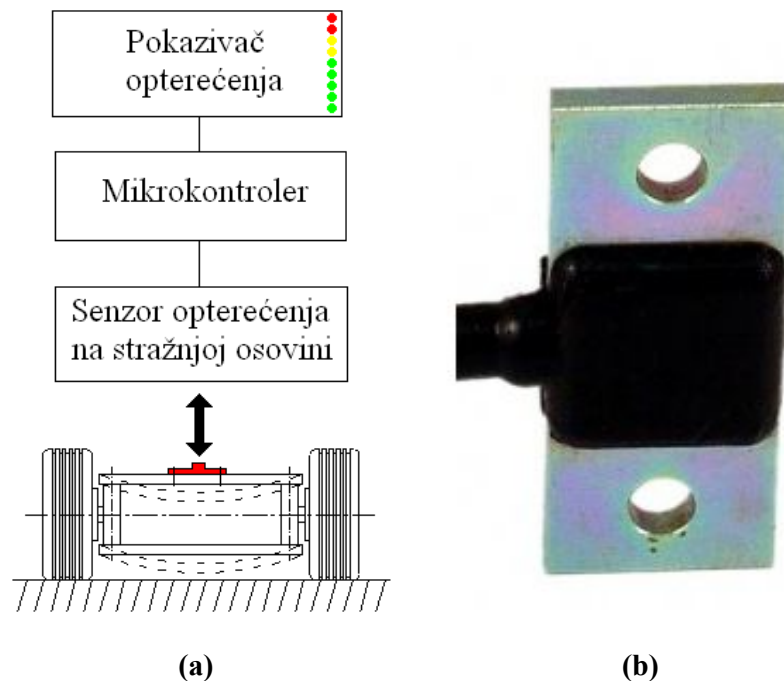 Pokazivač
opterećenja
Mikrokontroler
Senzor opterećenja
na stražnjoj osovini
(a)
(b)